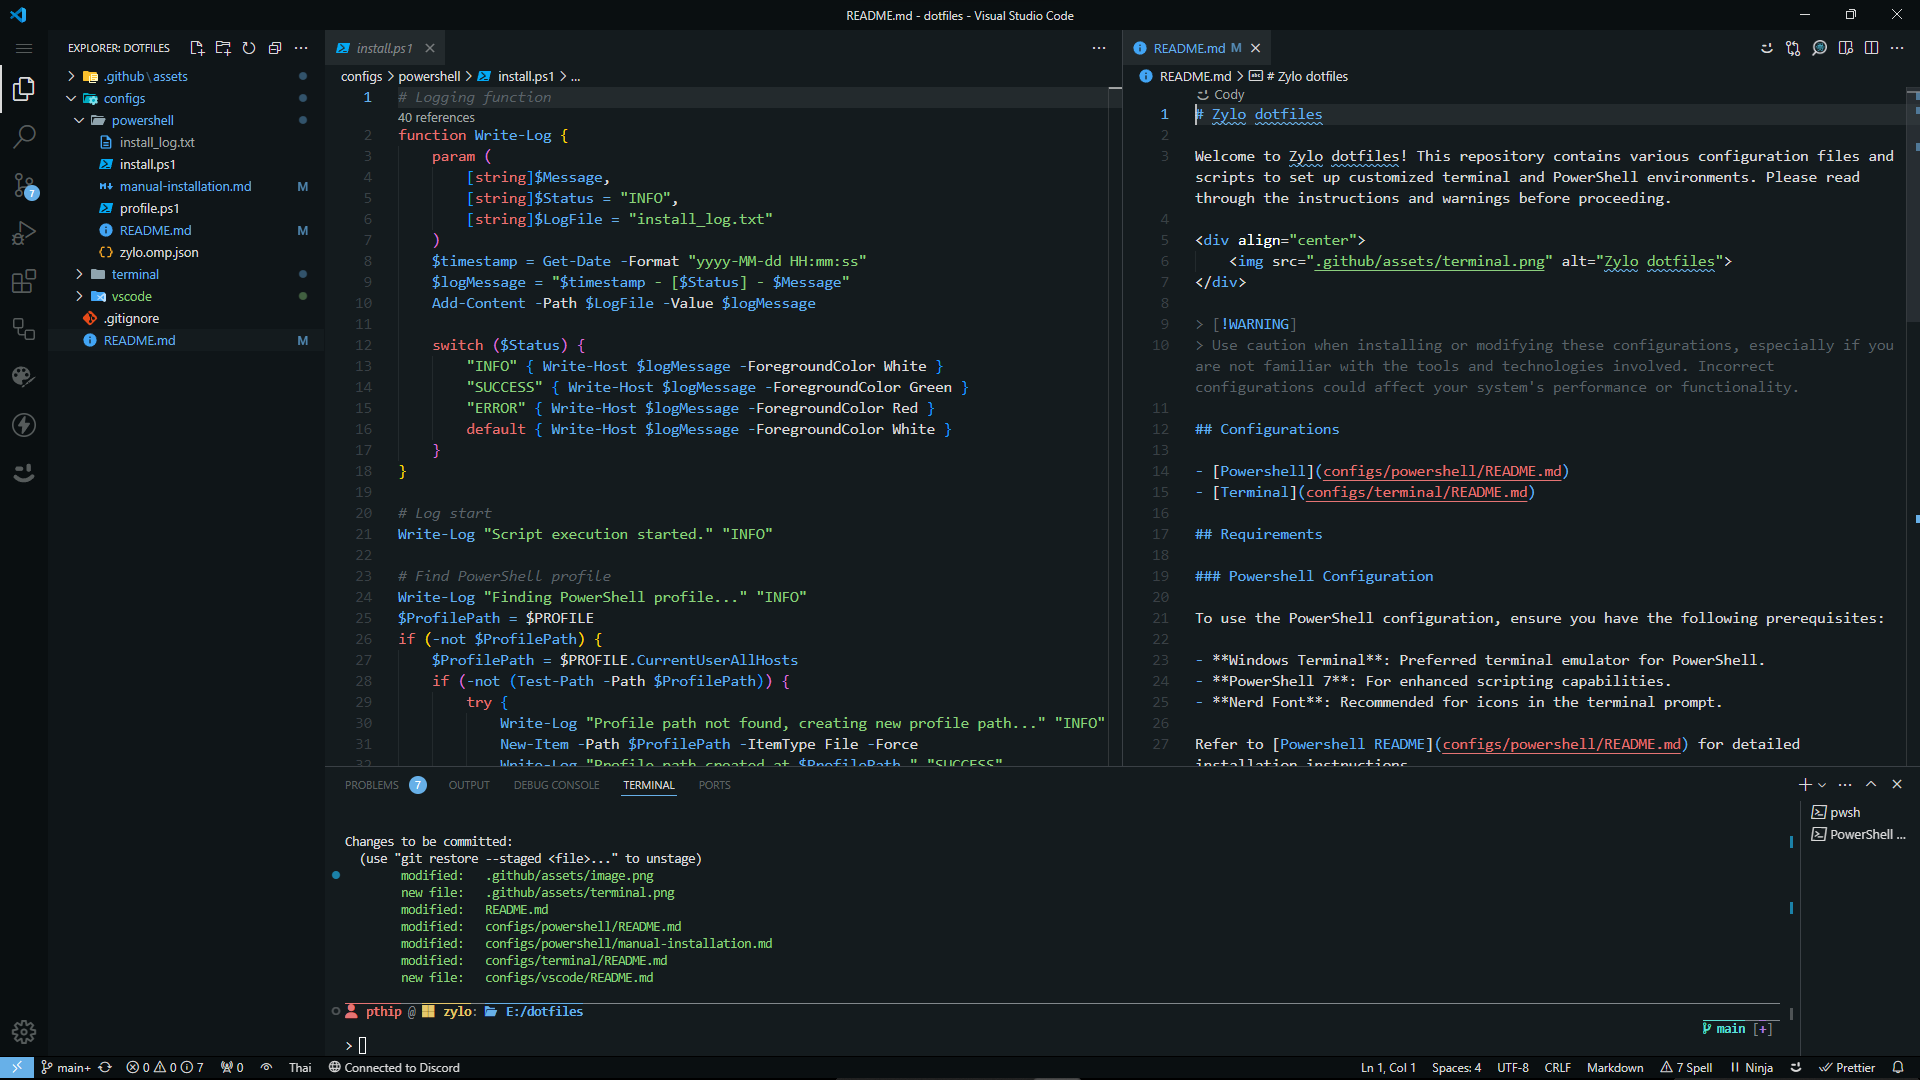 README.md - dotfiles - Visual Studio Code
EXPLORER: DOTFILES
.github\assets
configs
powershell
install_log.txt
install.ps1
manual-installation.md M
profile.ps1
README.md M
zylo.omp.json
terminal
vscode
.gitignore
README.md M
7
install.ps1
configs > powershell > install.ps1 > ...
1 # Logging function
40 references
2 function Write-Log {
3 param (
4 [string]$Message,
5 [string]$Status = "INFO",
6 [string]$LogFile = "install_log.txt"
7 )
8 $timestamp = Get-Date -Format "yyyy-MM-dd HH:mm:ss"
9 $logMessage = "$timestamp - [$Status] - $Message"
10 Add-Content -Path $LogFile -Value $logMessage
11
12 switch ($Status) {
13 "INFO" { Write-Host $logMessage -ForegroundColor White }
14 "SUCCESS" { Write-Host $logMessage -ForegroundColor Green }
15 "ERROR" { Write-Host $logMessage -ForegroundColor Red }
16 default { Write-Host $logMessage -ForegroundColor White }
17 }
18 }
19
20 # Log start
21 Write-Log "Script execution started." "INFO"
22
23 # Find PowerShell profile
24 Write-Log "Finding PowerShell profile..." "INFO"
25 $ProfilePath = $PROFILE
26 if (-not $ProfilePath) {
27 $ProfilePath = $PROFILE.CurrentUserAllHosts
28 if (-not (Test-Path -Path $ProfilePath)) {
29 try {
30 Write-Log "Profile path not found, creating new profile path..." "INFO"
31 New-Item -Path $ProfilePath -ItemType File -Force
32 Write-Log "Profile path created at $ProfilePath." "SUCCESS"
README.md M
README.md > # Zylo dotfiles
Cody
1 # Zylo dotfiles
2
3 Welcome to Zylo dotfiles! This repository contains various configuration files and
scripts to set up customized terminal and PowerShell environments. Please read
through the instructions and warnings before proceeding.
4
5 <div align="center">
6 <img src=".github/assets/terminal.png" alt="Zylo dotfiles">
7 </div>
8
9 > [!WARNING]
10 > Use caution when installing or modifying these configurations, especially if you
are not familiar with the tools and technologies involved. Incorrect
configurations could affect your system's performance or functionality.
11
12 ## Configurations
13
14 - [Powershell](configs/powershell/README.md)
15 - [Terminal](configs/terminal/README.md)
16
17 ## Requirements
18
19 ### Powershell Configuration
20
21 To use the PowerShell configuration, ensure you have the following prerequisites:
22
23 - **Windows Terminal**: Preferred terminal emulator for PowerShell.
24 - **PowerShell 7**: For enhanced scripting capabilities.
25 - **Nerd Font**: Recommended for icons in the terminal prompt.
26
27 Refer to [Powershell README](configs/powershell/README.md) for detailed
installation instructions.
PROBLEMS 7 OUTPUT DEBUG CONSOLE TERMINAL PORTS
Changes to be committed:
(use "git restore --staged <file>..." to unstage)
modified: .github/assets/image.png
new file: .github/assets/terminal.png
modified: README.md
modified: configs/powershell/README.md
modified: configs/powershell/manual-installation.md
modified: configs/terminal/README.md
new file: configs/vscode/README.md
pthip @ zylo: E:/dotfiles
main [+]
>
pwsh
PowerShell ...
main+ 0 0 7 0 Thai Connected to Discord Ln 1, Col 1 Spaces: 4 UTF-8 CRLF Markdown 7 Spell Ninja Prettier